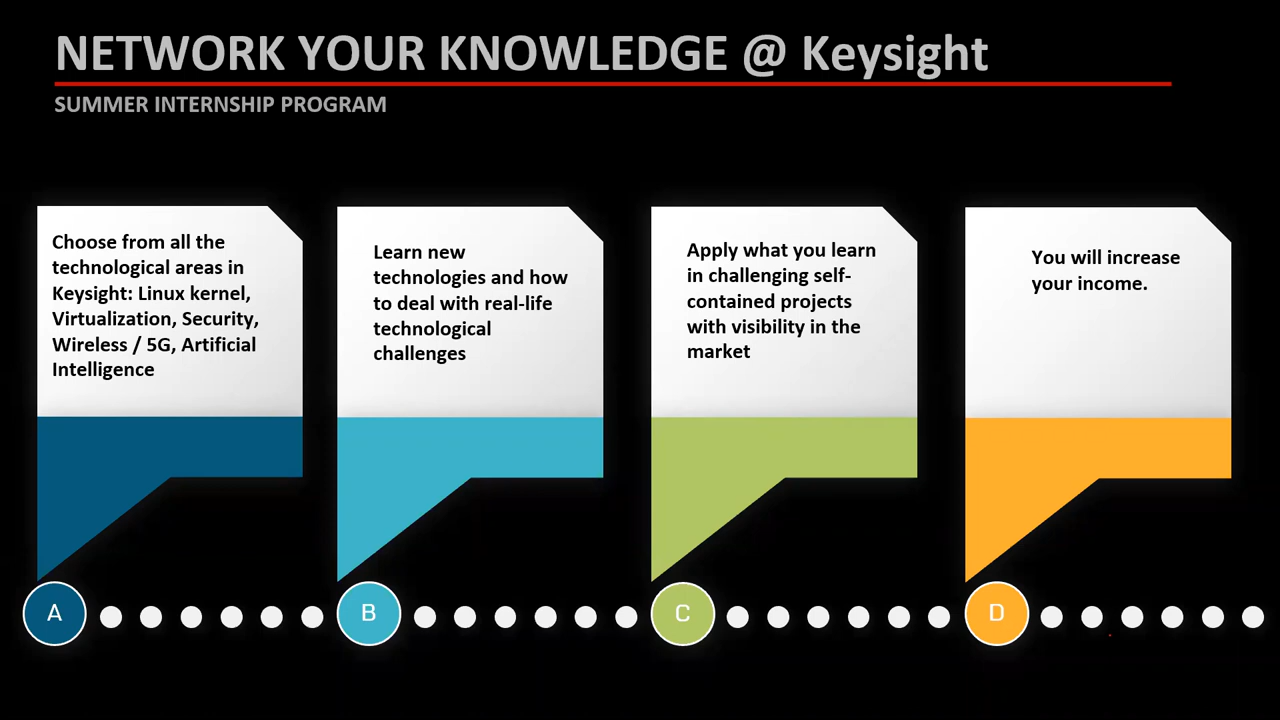 NETWORK YOUR KNOWLEDGE @ Keysight
SUMMER INTERNSHIP PROGRAM
Choose from all the
technological areas in
Keysight: Linux kernel,
Virtualization, Security,
Wireless / 5G, Artificial
Intelligence
Learn new
technologies and how
to deal with real-life
technological
challenges
Apply what you learn
in challenging self-
contained projects
with visibility in the
market
You will increase
your income.
A
B
C
D